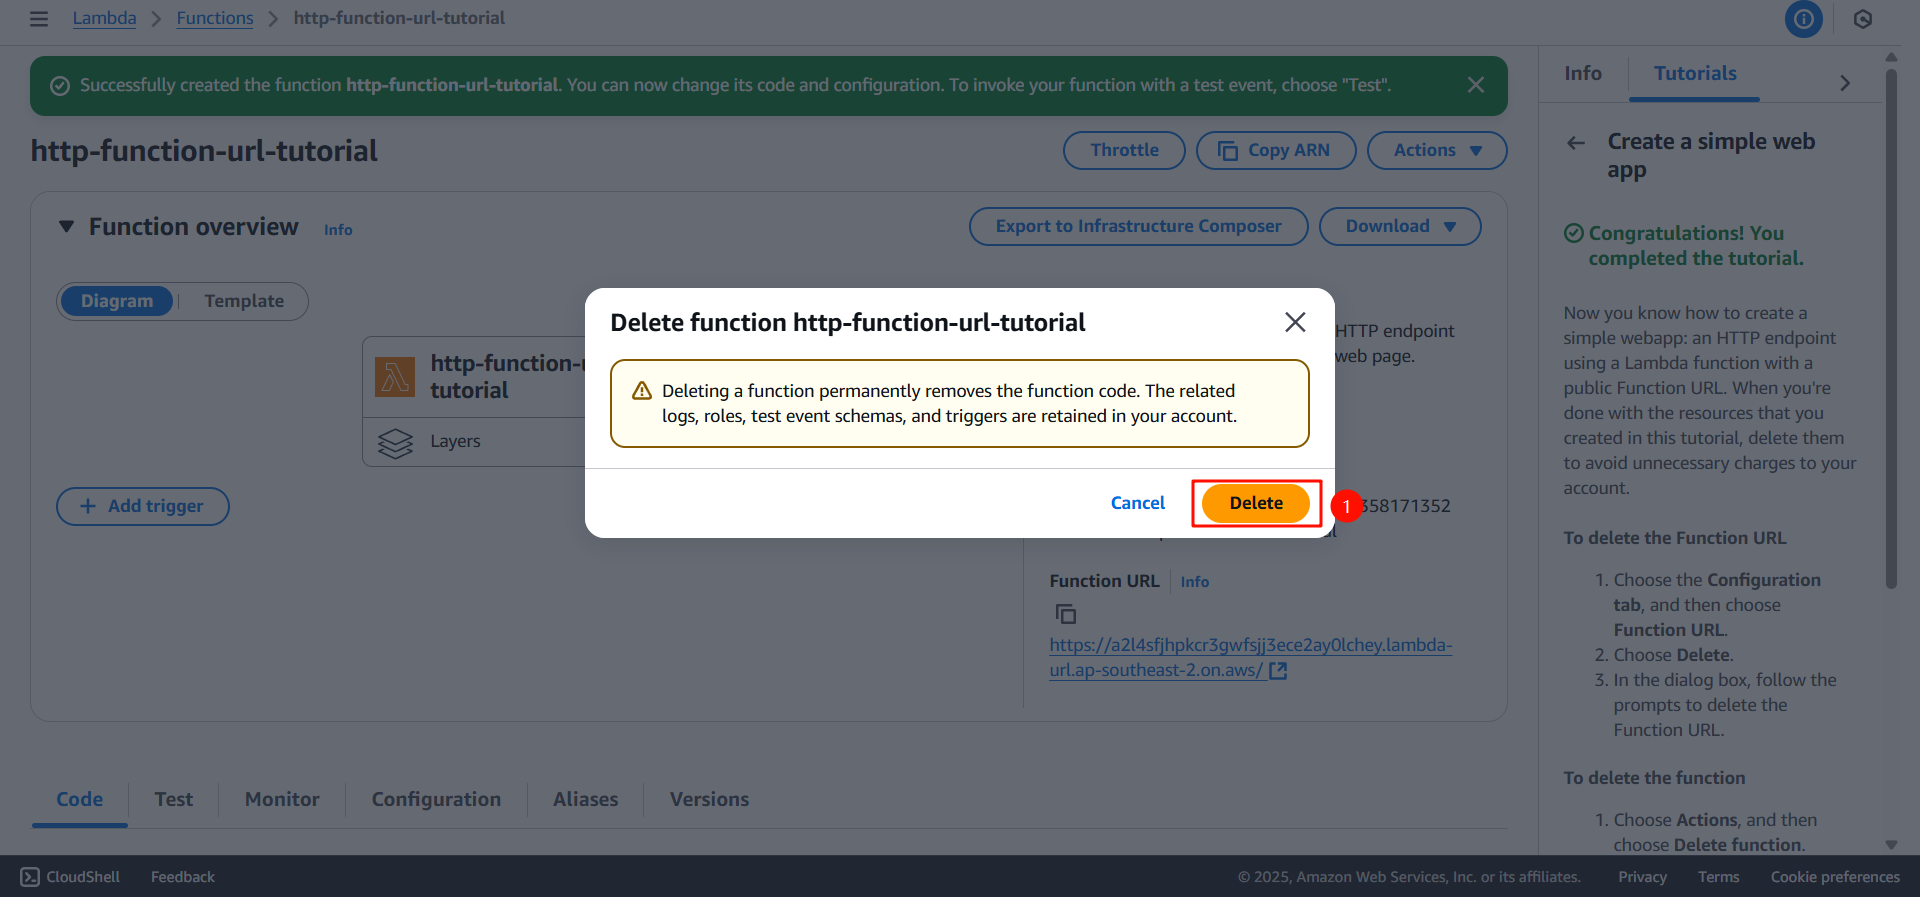 Lambda > Functions > http-function-url-tutorial
Successfully created the function http-function-url-tutorial. You can now change its code and configuration. To invoke your function with a test event, choose "Test".
http-function-url-tutorial
Throttle
Copy ARN
Actions
Function overview Info
Export to Infrastructure Composer
Download
Diagram
Template
http-function-
tutorial
Layers
Add trigger
HTTP endpoint
web page.
358171352
Function URL Info
https://a2l4sfjhpkcr3gwfsjj3ece2ay0lchey.lambda-
url.ap-southeast-2.on.aws/
Delete function http-function-url-tutorial
Deleting a function permanently removes the function code. The related
logs, roles, test event schemas, and triggers are retained in your account.
Cancel
Delete
1
Code
Test
Monitor
Configuration
Aliases
Versions
Info
Tutorials
Create a simple web
app
Congratulations! You
completed the tutorial.
Now you know how to create a
simple webapp: an HTTP endpoint
using a Lambda function with a
public Function URL. When you're
done with the resources that you
created in this tutorial, delete them
to avoid unnecessary charges to your
account.
To delete the Function URL
1. Choose the Configuration
tab, and then choose
Function URL.
2. Choose Delete.
3. In the dialog box, follow the
prompts to delete the
Function URL.
To delete the function
1. Choose Actions, and then
choose Delete function.
CloudShell
Feedback
© 2025, Amazon Web Services, Inc. or its affiliates.
Privacy
Terms
Cookie preferences